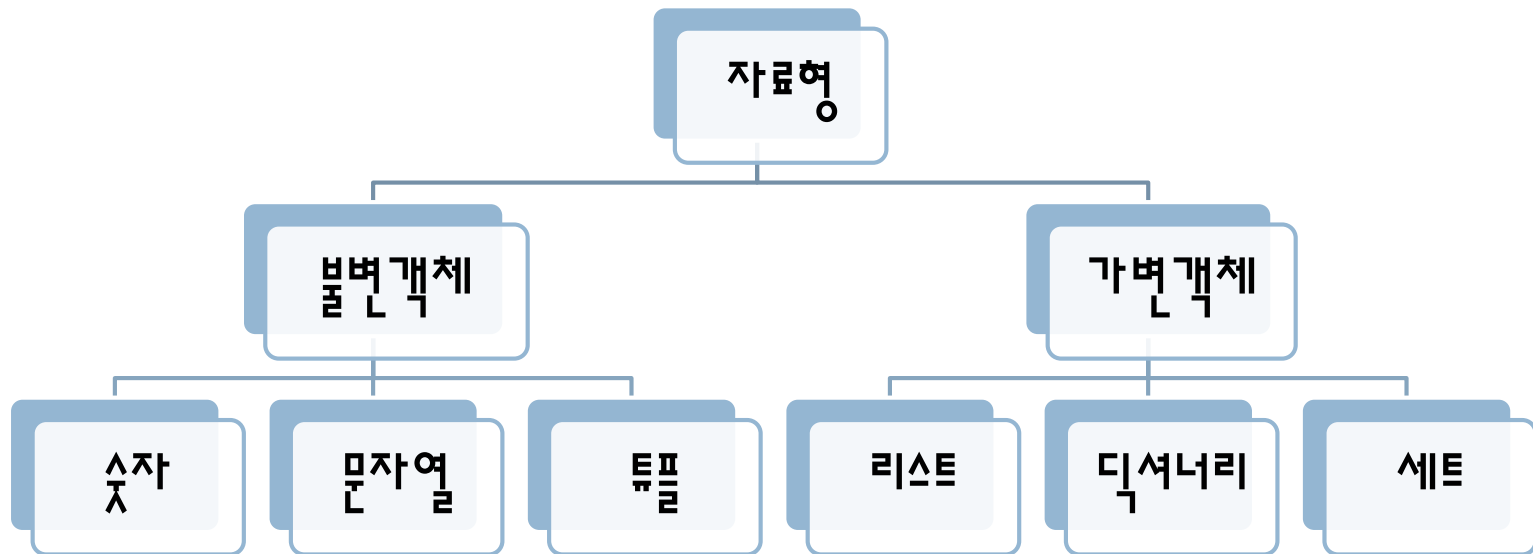 자료형
불변객체
가변객체
숫자
문자열
튜플
리스트
딕셔너리
세트